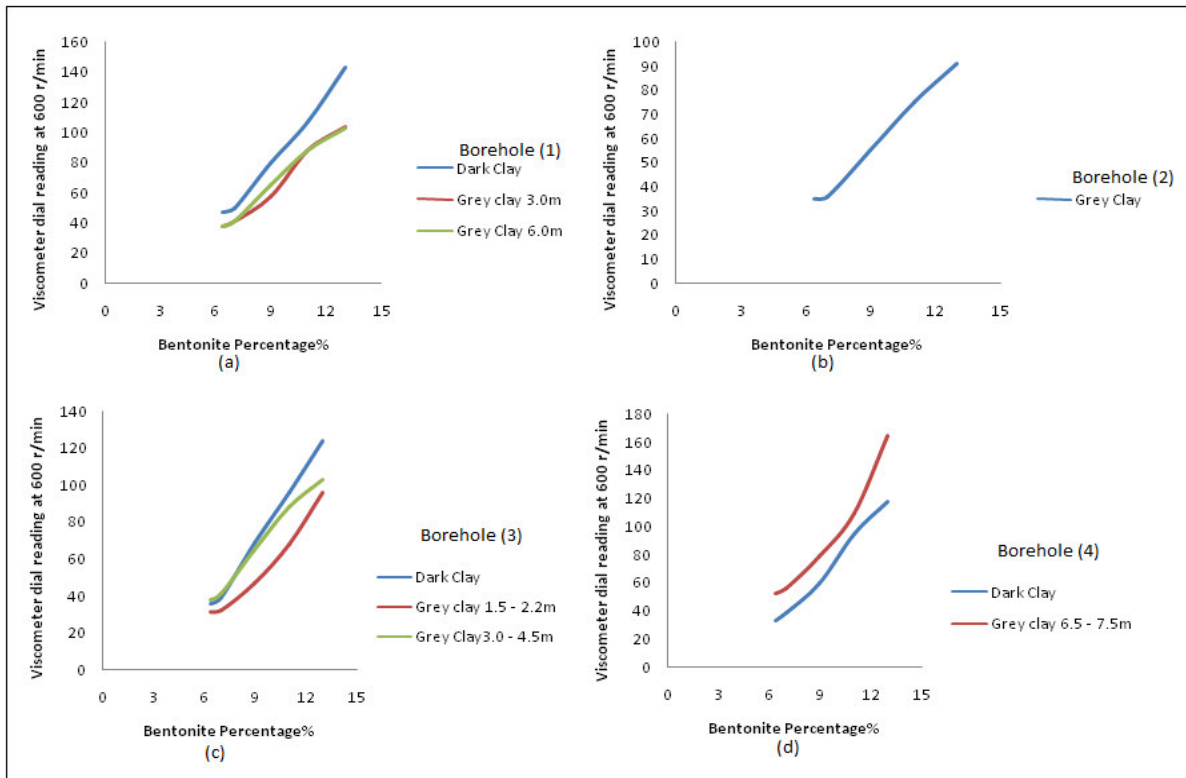 Viscometer dial reading at 600 r/min
160
140
120
100
80
60
40
20
0
0 3 6 9 12 15
Bentonite Percentage%
(a)
Borehole (1)
Dark Clay
Grey clay 3.0m
Grey Clay 6.0m
Viscometer dial reading at 600 r/min
100
90
80
70
60
50
40
30
20
10
0
0 3 6 9 12 15
Bentonite Percentage%
(b)
Borehole (2)
Grey Clay
Viscometer dial reading at 600 r/min
140
120
100
80
60
40
20
0
0 3 6 9 12 15
Bentonite Percentage%
(c)
Borehole (3)
Dark Clay
Grey clay 1.5 - 2.2m
Grey Clay3.0 - 4.5m
Viscometer dial reading at 600 r/min
180
160
140
120
100
80
60
40
20
0
0 3 6 9 12 15
Bentonite Percentage%
(d)
Borehole (4)
Dark Clay
Grey clay 6.5 - 7.5m